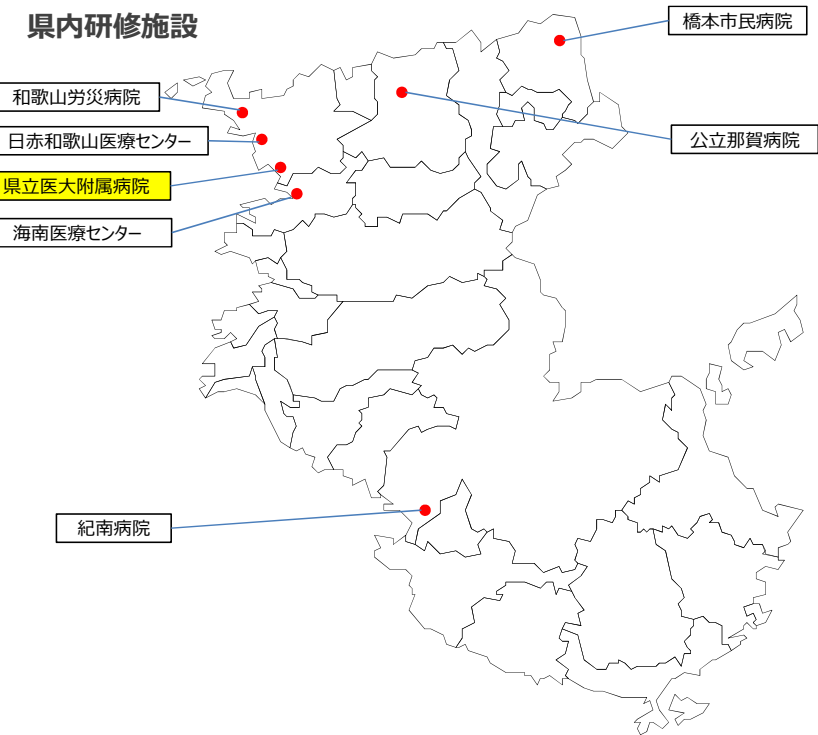 県内研修施設
橋本市民病院
和歌山労災病院
日赤和歌山医療センター
公立那賀病院
県立医大附属病院
海南医療センター
紀南病院